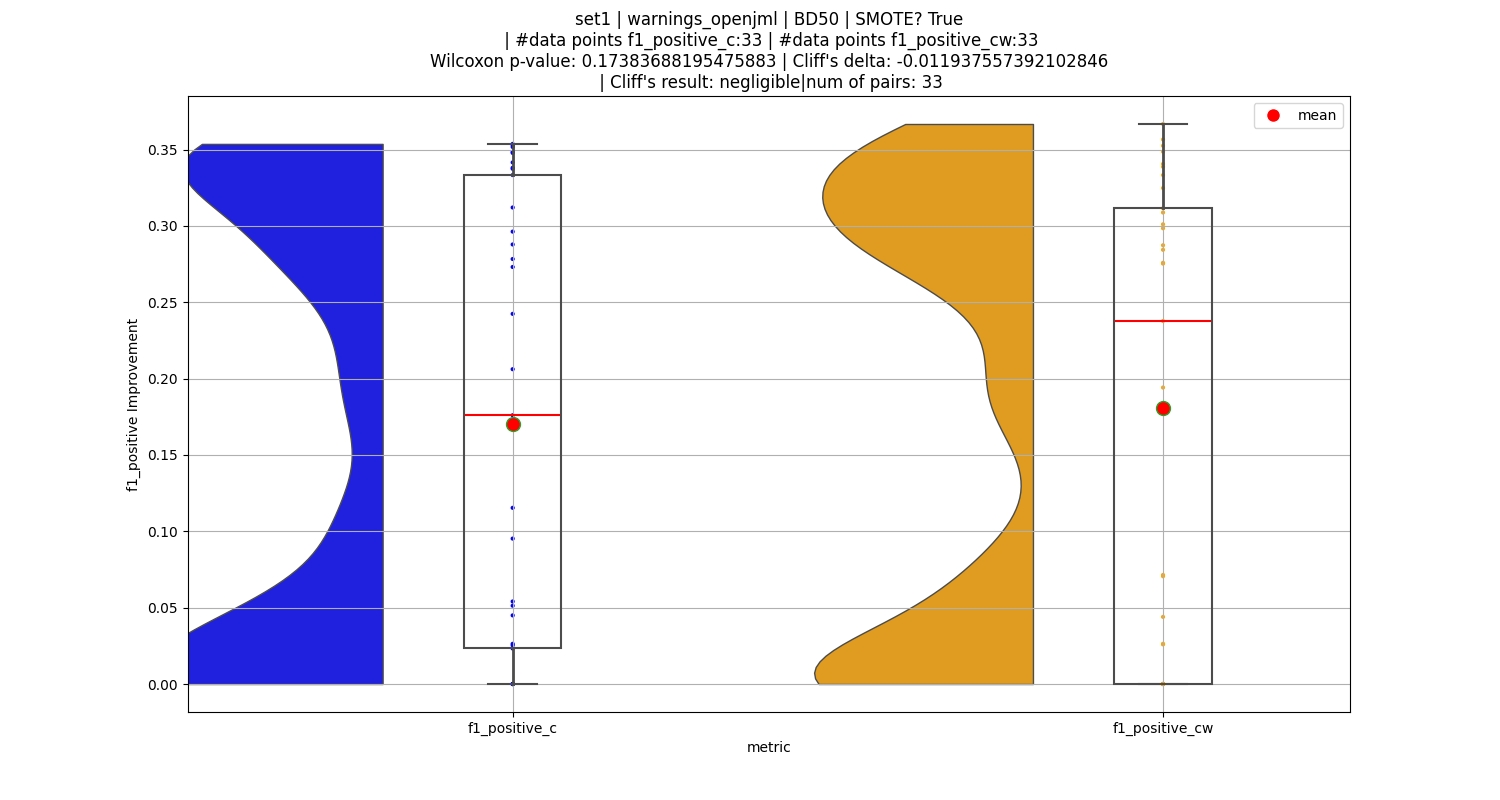 set1 | warnings_openjml | BD50 | SMOTE? True
| #data points f1_positive_c:33 | #data points f1_positive_cw:33
Wilcoxon p-value: 0.17383688195475883 | Cliff's delta: -0.011937557392102846
| Cliff's result: negligible|num of pairs: 33
mean
0.35
0.30
0.25
0.20
0.15
0.10
0.05
0.00
f1_positive Improvement
f1_positive_c
f1_positive_cw
metric